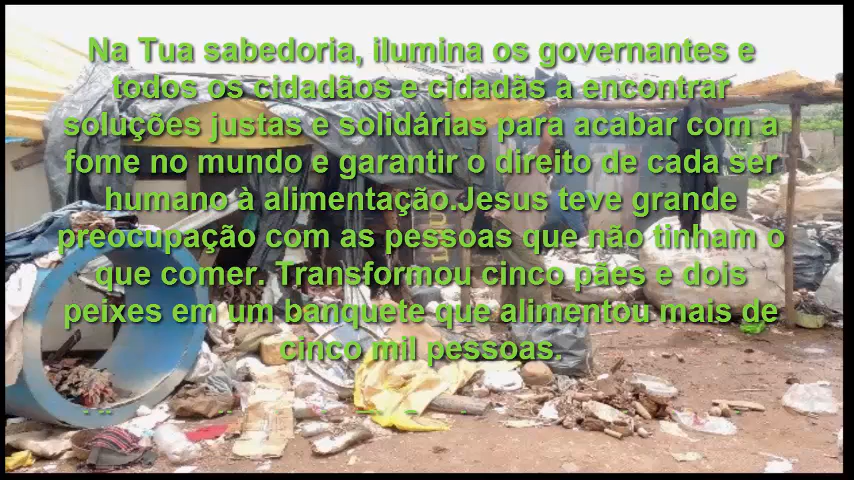 Na Tua sabedoria, ilumina os governantes e
todos os cidadãos e cidadãs a encontrar
soluções justas e solidárias para acabar com a
fome no mundo e garantir o direito de cada ser
humano à alimentação.Jesus teve grande
preocupação com as pessoas que não tinham o
que comer. Transformou cinco pães e dois
peixes em um banquete que alimentou mais de
cinco mil pessoas.